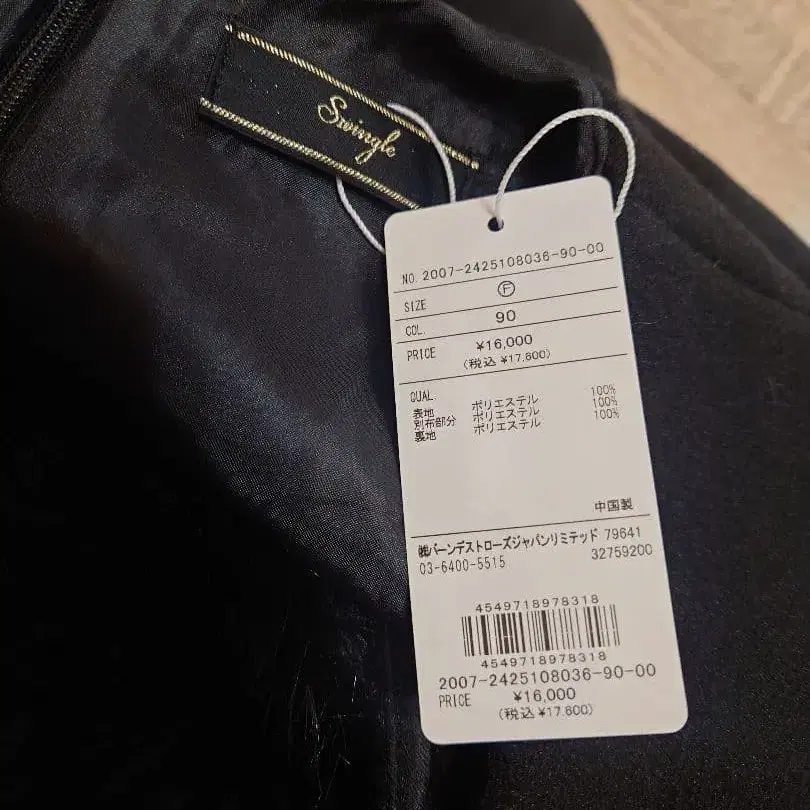 Swingle
NO. 2007-2425108036-90-00
SIZE Ⓕ
COL. 90
PRICE ¥16,000
(税込 ¥17,600)
QUAL.
表地 ポリエステル 100%
別布部分 ポリエステル 100%
裏地 ポリエステル 100%
中国製
㈱バーンデストローズジャパンリミテッド 79641
03-6400-5515 32759200
4549718978318
4549718978318
2007-2425108036-90-00
PRICE ¥16,000
(税込 ¥17,600)